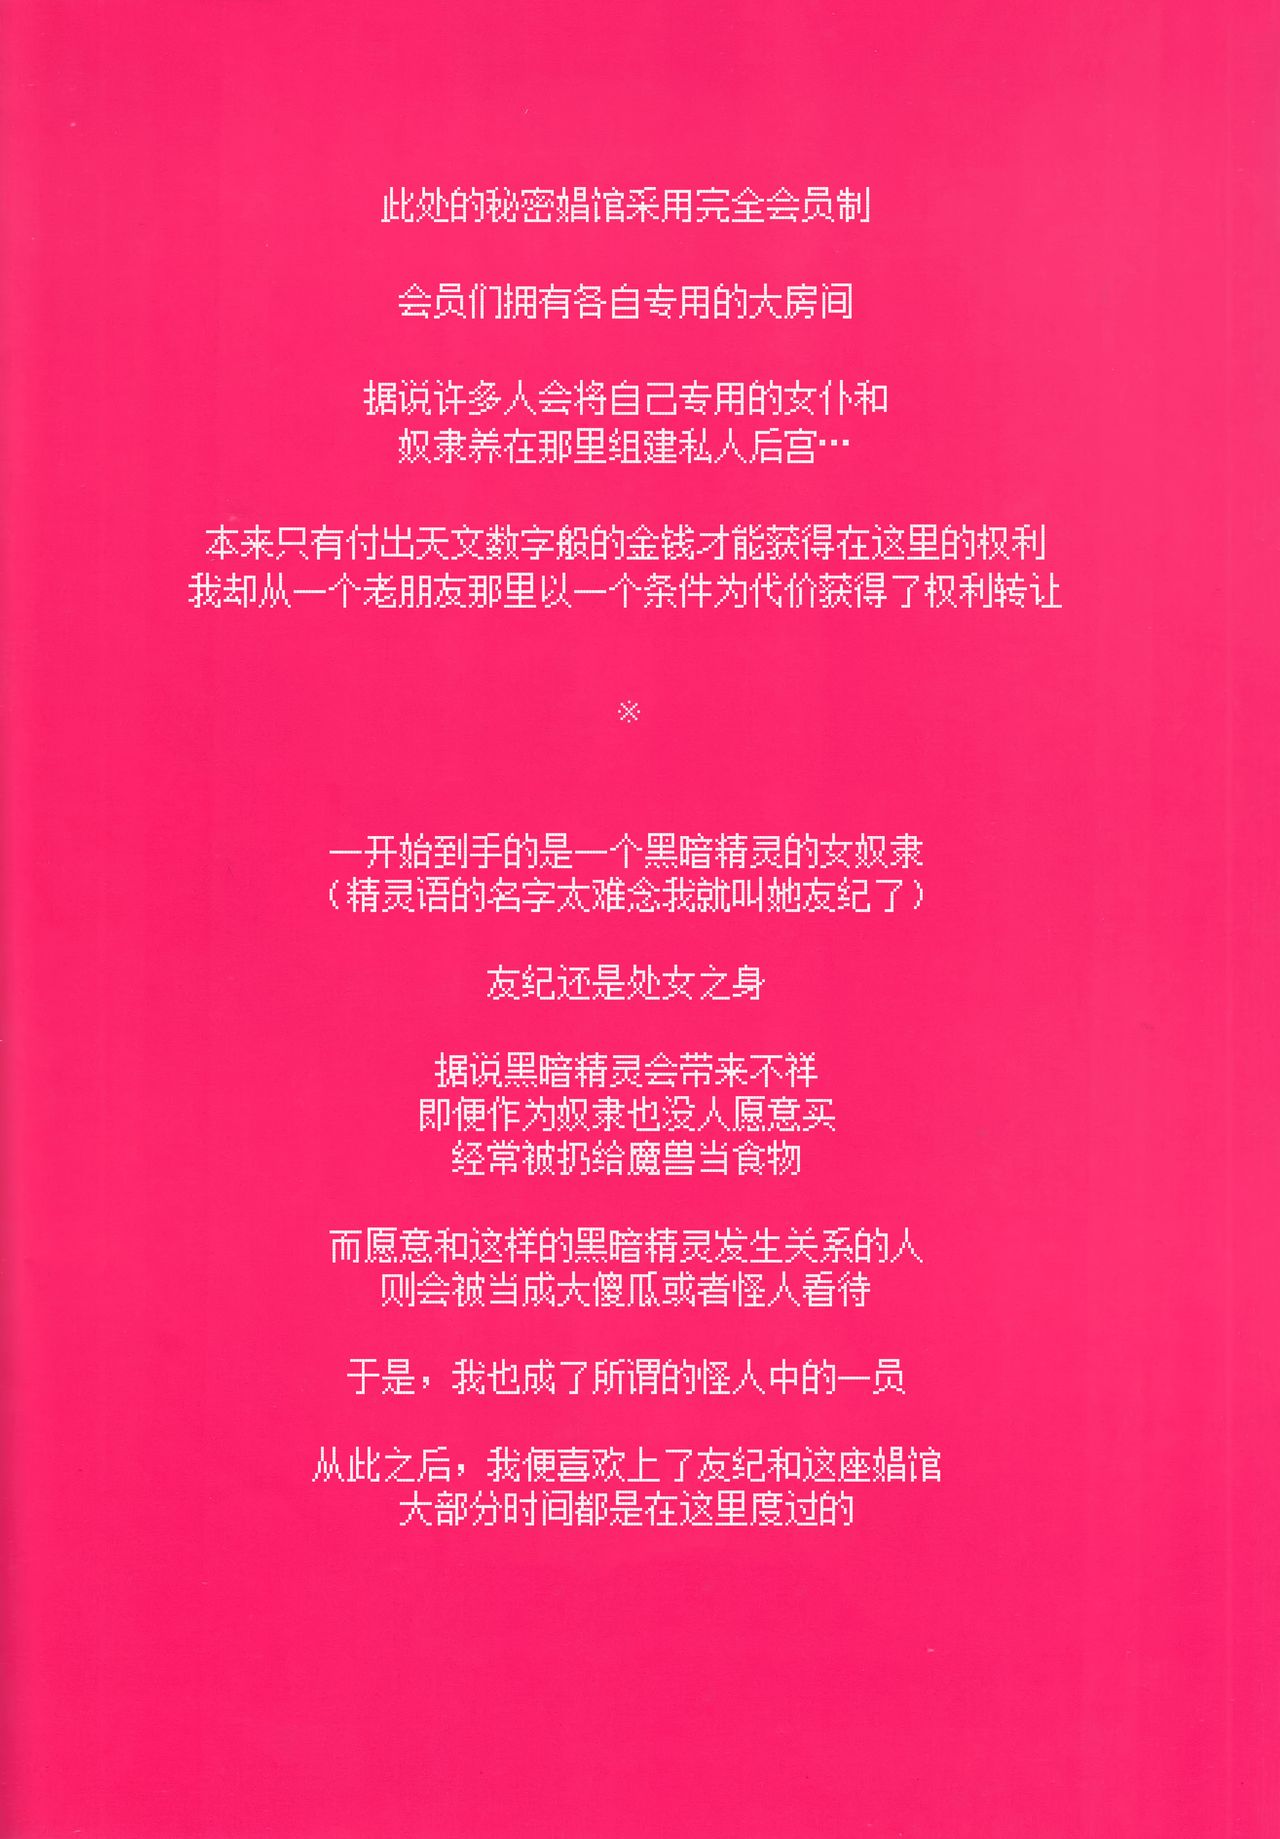 此处的秘密娼馆采用完全会员制
会员们拥有各自专用的大房间
据说许多人会将自己专用的女仆和
奴隶养在那里组建私人后宫…
本来只有付出天文数字般的金钱才能获得在这里的权利
我却从一个老朋友那里以一个条件为代价获得了权利转让
※
一开始到手的是一个黑暗精灵的女奴隶
（精灵语的名字太难念我就叫她友纪了）
友纪还是处女之身
据说黑暗精灵会带来不祥
即便作为奴隶也没人愿意买
经常被扔给魔兽当食物
而愿意和这样的黑暗精灵发生关系的人
则会被当成大傻瓜或者怪人看待
于是，我也成了所谓的怪人中的一员
从此之后，我便喜欢上了友纪和这座娼馆
大部分时间都是在这里度过的